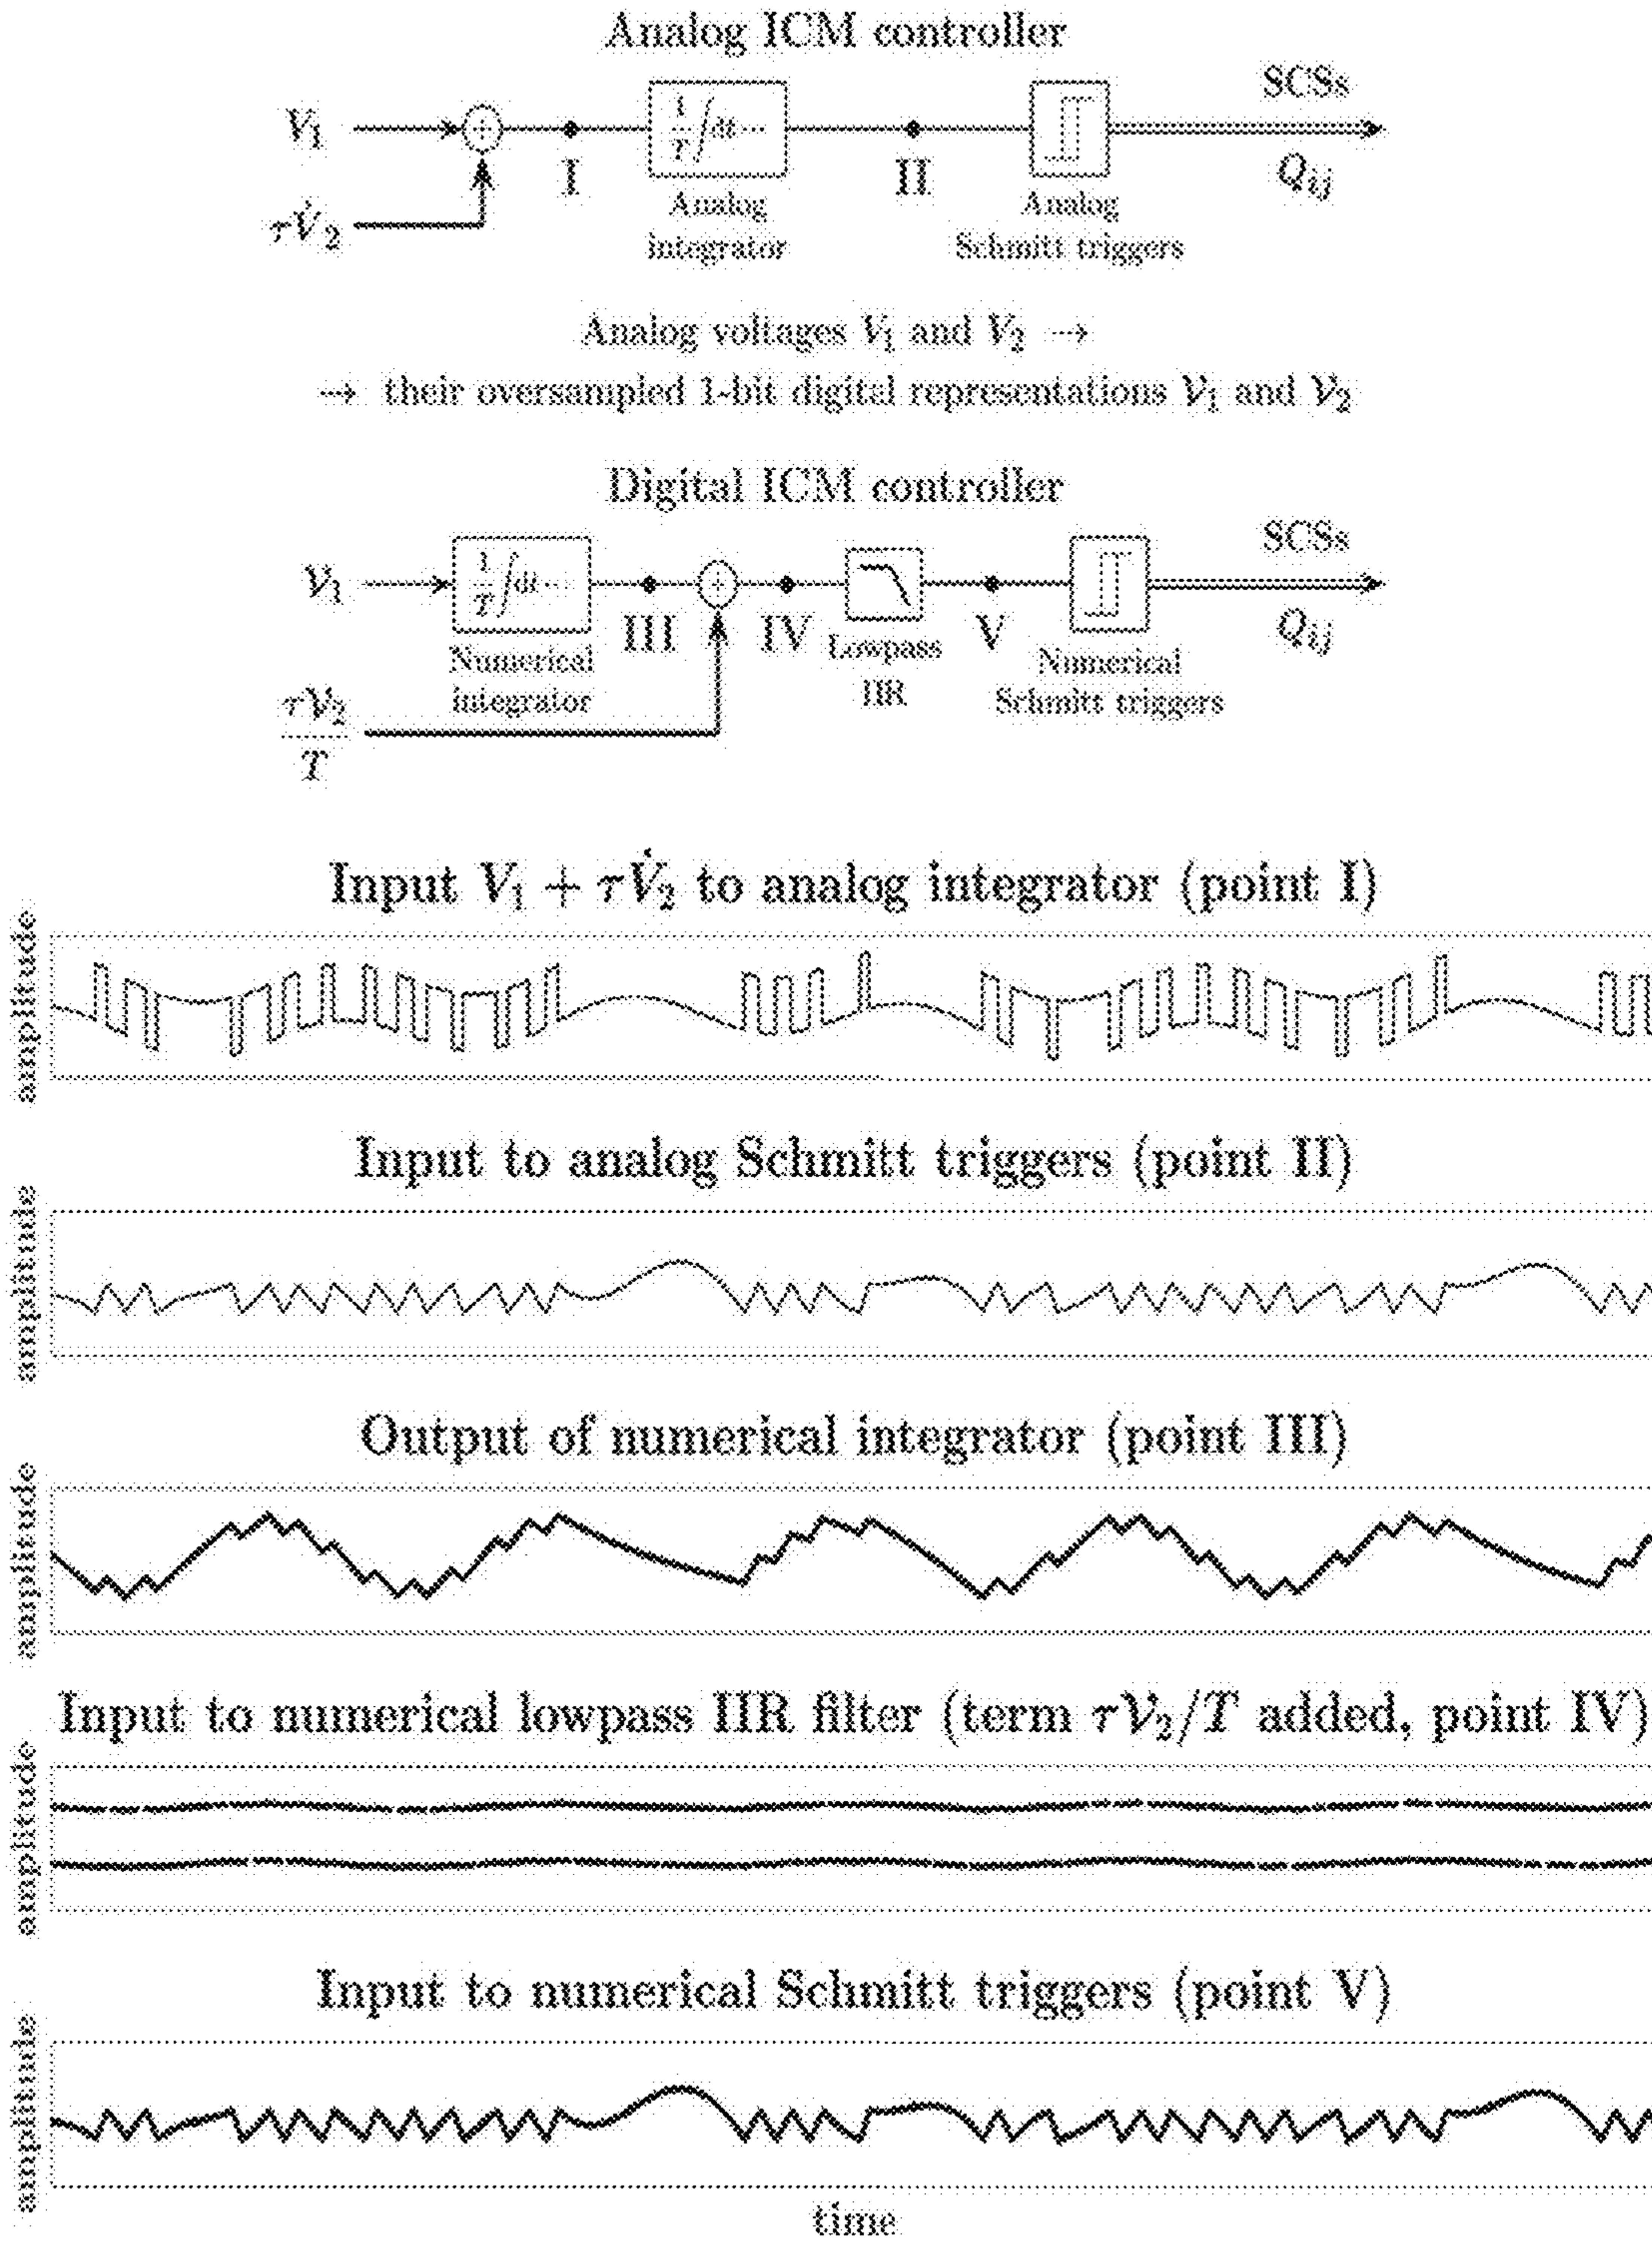 Analog ICM controller
V₁
τV̇₂
I
1/T ∫dt⋯
Analog
integrator
II
Analog
Schmitt triggers
SCSs
Qᵢⱼ
Analog voltages V₁ and V₂ →
→ their oversampled 1-bit digital representations 𝒱₁ and 𝒱₂
Digital ICM controller
𝒱₁
τ𝒱₂
T
1/T ∫dt⋯
Numerical
integrator
III
IV
Lowpass
IIR
V
Numerical
Schmitt triggers
SCSs
Qᵢⱼ
Input V₁ + τV̇₂ to analog integrator (point I)
amplitude
Input to analog Schmitt triggers (point II)
amplitude
Output of numerical integrator (point III)
amplitude
Input to numerical lowpass IIR filter (term τ𝒱₂/T added, point IV)
amplitude
Input to numerical Schmitt triggers (point V)
amplitude
time